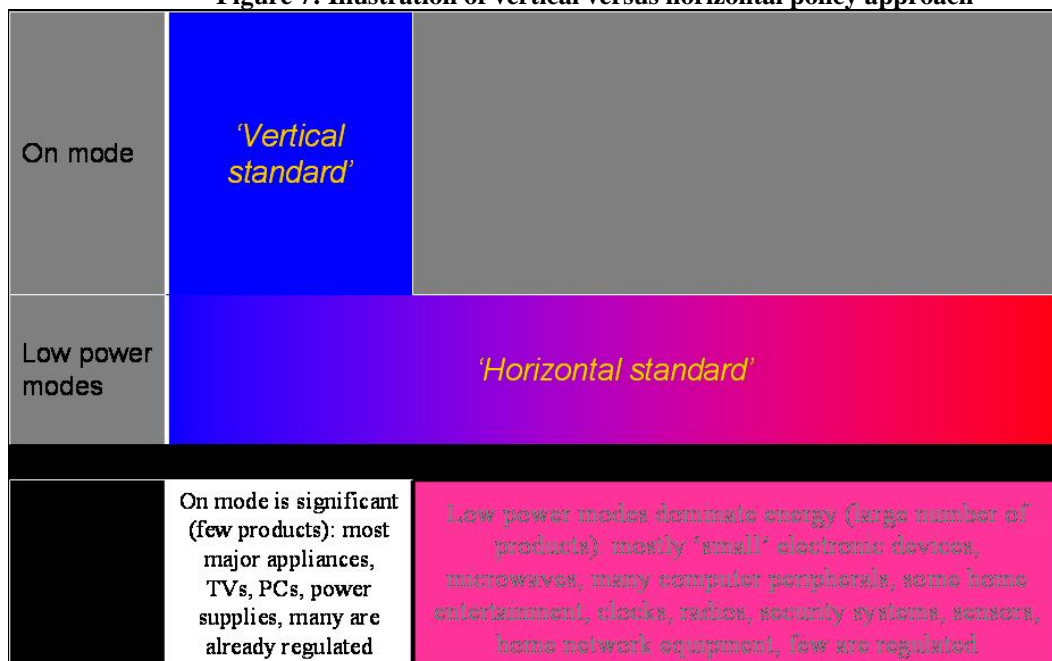 Figure 7: Illustration of vertical versus horizontal policy approach
On mode
‘Vertical
standard’
Low power
modes
‘Horizontal standard’
On mode is significant
(few products): most
major appliances,
TVs, PCs, power
supplies, many are
already regulated
Low power modes dominate energy (large number of
products) mostly ‘small’ electronic devices,
microwaves, many computer peripherals, some home
entertainment, clocks, radios, security systems, sensors,
home network equipment, few are regulated